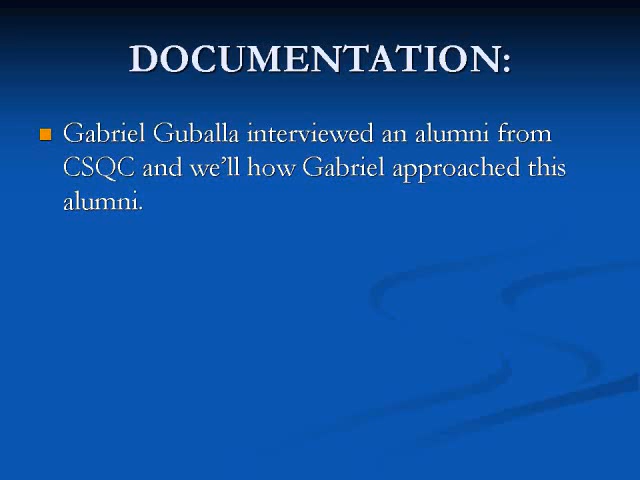 DOCUMENTATION:
Gabriel Guballa interviewed an alumni from
CSQC and we'll how Gabriel approached this
alumni.